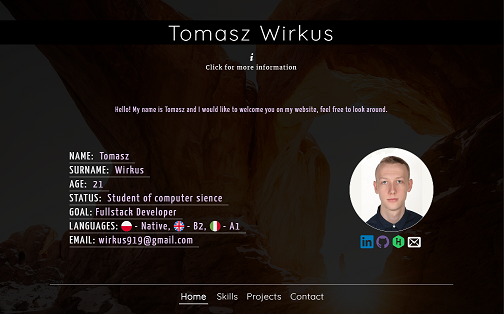 Tomasz Wirkus
i
Click for more information
Hello! My name is Tomasz and I would like to welcome you on my website, feel free to look around.
NAME: Tomasz
SURNAME: Wirkus
AGE: 21
STATUS: Student of computer sience
GOAL: Fullstack Developer
LANGUAGES: - Native, - B2, - A1
EMAIL: wirkus919@gmail.com
in H
Home Skills Projects Contact